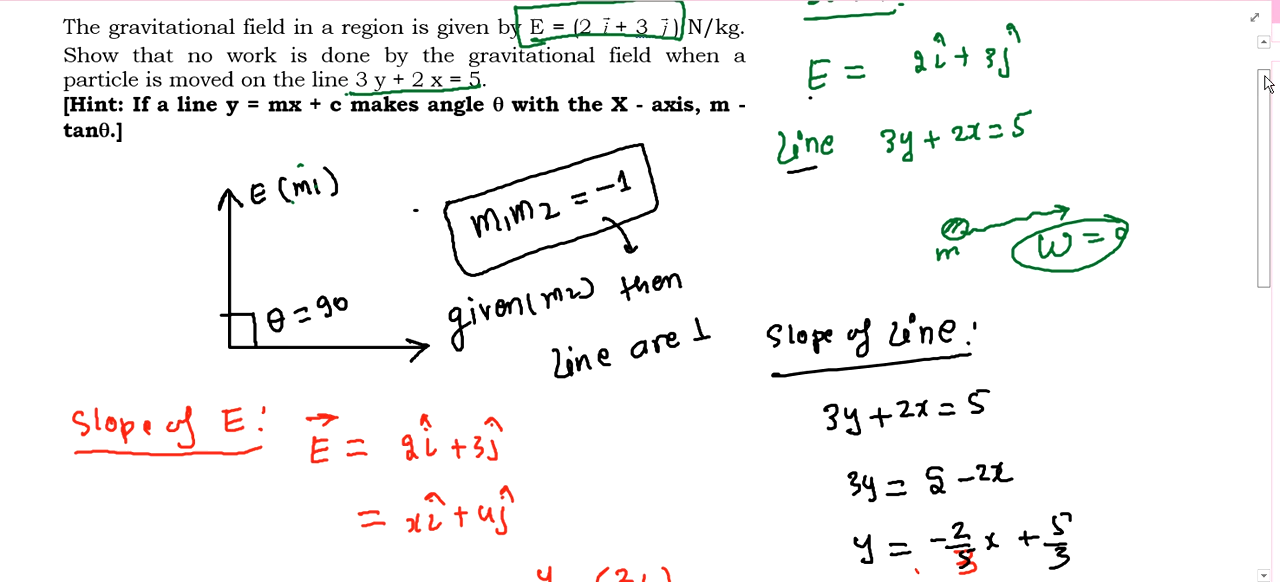 The gravitational field in a region is given by E = (2 i + 3 j) N/kg.
Show that no work is done by the gravitational field when a
particle is moved on the line 3 y + 2 x = 5.
[Hint: If a line y = mx + c makes angle θ with the X - axis, m -
tanθ.]
E = 2î + 3ĵ
Line 3y + 2x = 5
m
W = 0
E (m1)
θ = 90
m1m2 = -1
given(m2) then
line are ⊥
Slope of E:
E = 2î + 3ĵ
= xî + yĵ
Slope of Line:
3y + 2x = 5
3y = 5 - 2x
y = -2/3 x + 5/3